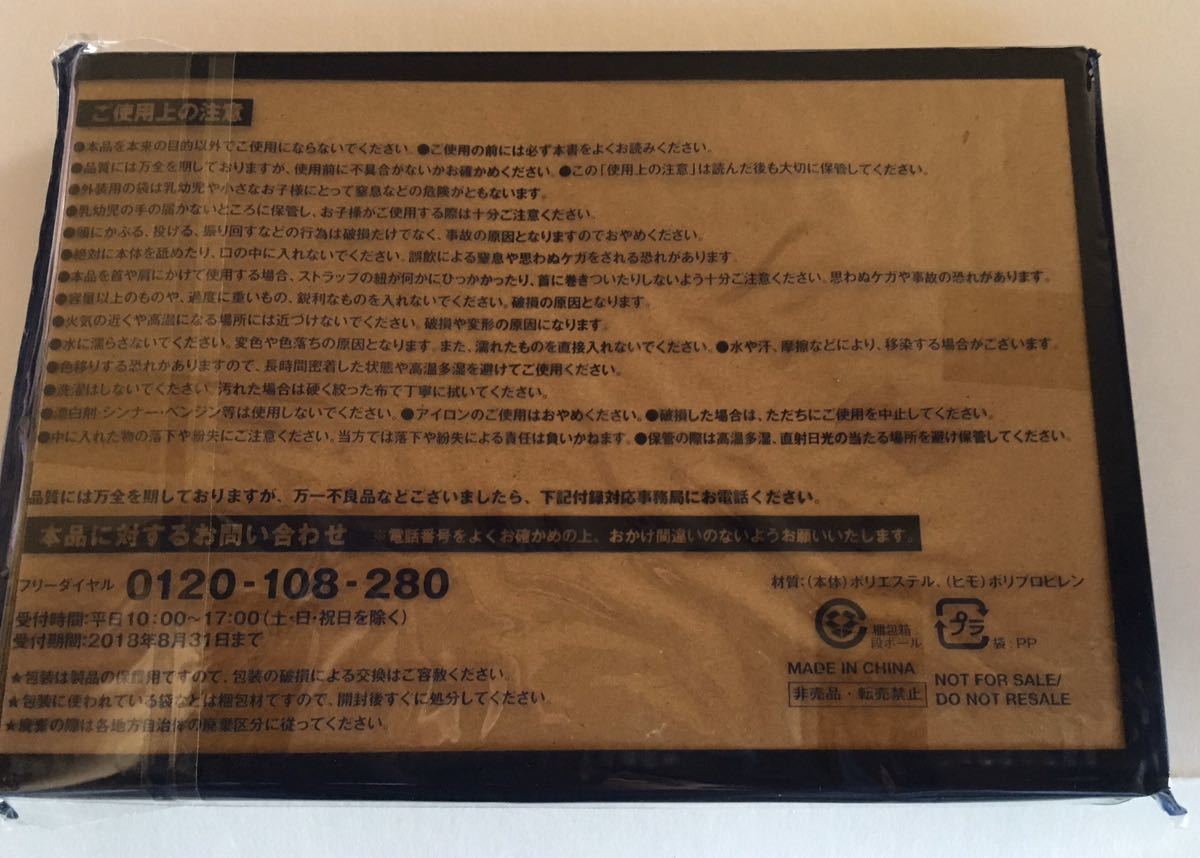 ご使用上の注意
●本品を本来の目的以外でご使用にならないでください。●ご使用の前には必ず本書をよくお読みください。
●品質には万全を期しておりますが、使用前に不具合がないかお確かめください。●この「使用上の注意」は読んだ後も大切に保管してください。
●外装用の袋は乳幼児や小さなお子様にとって窒息などの危険がともないます。
●乳幼児の手の届かないところに保管し、お子様がご使用する際は十分ご注意ください。
●頭にかぶる、投げる、振り回すなどの行為は破損だけでなく、事故の原因となりますのでおやめください。
●絶対に本体を舐めたり、口の中に入れないでください。誤飲による窒息や思わぬケガをされる恐れがあります。
●本品を首や肩にかけて使用する場合、ストラップの紐が何かにひっかかったり、首に巻きついたりしないよう十分ご注意ください。思わぬケガや事故の恐れがあります。
●容量以上のものや、過度に重いもの、鋭利なものを入れないでください。破損の原因となります。
●火気の近くや高温になる場所には近づけないでください。破損や変形の原因になります。
●水に濡らさないでください。変色や色落ちの原因となります。また、濡れたものを直接入れないでください。●水や汗、摩擦などにより、移染する場合がございます。
●色移りする恐れがありますので、長時間密着した状態や高温多湿を避けてご使用ください。
●洗濯はしないでください。汚れた場合は硬く絞った布で丁寧に拭いてください。
●漂白剤・シンナー・ベンジン等は使用しないでください。●アイロンのご使用はおやめください。●破損した場合は、ただちにご使用を中止してください。
●中に入れた物の落下や紛失にご注意ください。当方では落下や紛失による責任は負いかねます。●保管の際は高温多湿、直射日光の当たる場所を避け保管してください。
品質には万全を期しておりますが、万一不良品などございましたら、下記付録対応事務局にお電話ください。
本品に対するお問い合わせ ※電話番号をよくお確かめの上、おかけ間違いのないようお願いいたします。
フリーダイヤル 0120-108-280
受付時間:平日10:00〜17:00(土・日・祝日を除く)
受付期間:2018年8月31日まで
★包装は製品の保護用ですので、包装の破損による交換はご容赦ください。
★包装に使われている袋などは梱包材ですので、開封後すぐに処分してください。
★廃棄の際は各地方自治体の廃棄区分に従ってください。
材質:(本体)ポリエステル、(ヒモ)ポリプロピレン
梱包箱
段ボール
プラ
袋:PP
MADE IN CHINA
非売品・転売禁止
NOT FOR SALE/
DO NOT RESALE